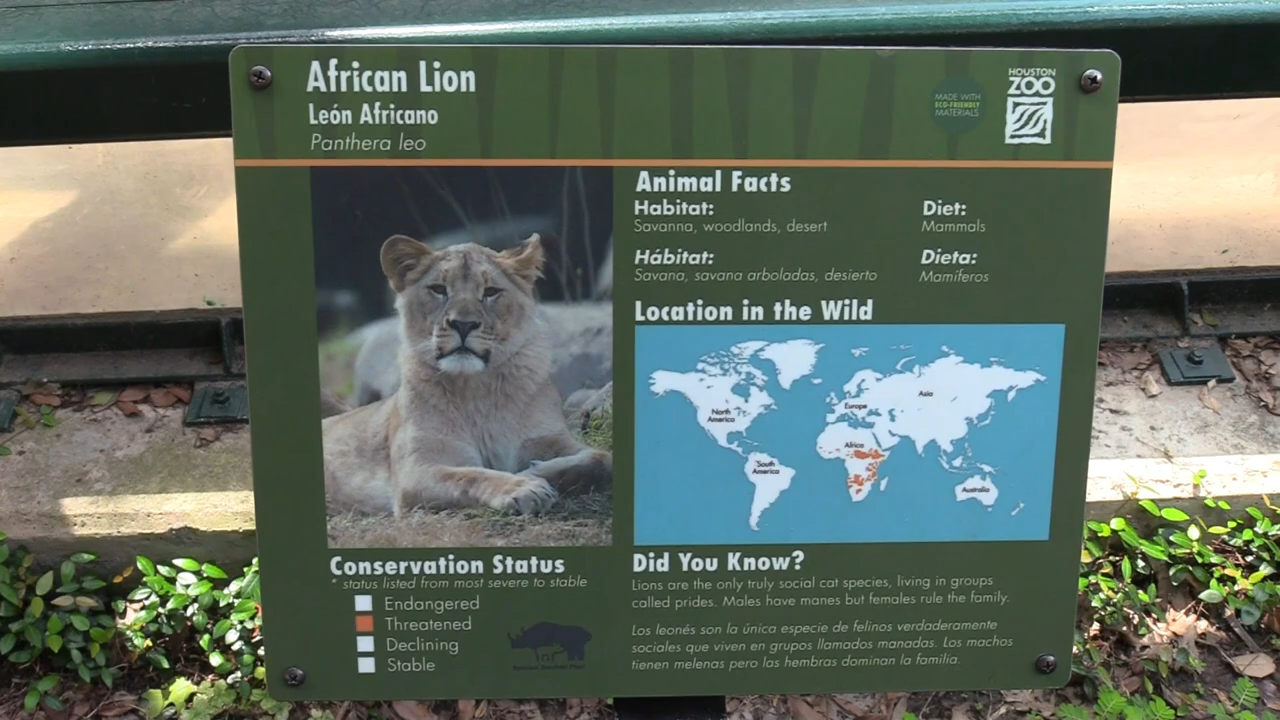 African Lion
León Africano
Panthera leo
MADE WITH
ECO-FRIENDLY
MATERIALS
HOUSTON
ZOO
Animal Facts
Habitat:
Savanna, woodlands, desert
Diet:
Mammals
Hábitat:
Savana, savana arboladas, desierto
Dieta:
Mamíferos
Location in the Wild
North
America
South
America
Europe
Africa
Asia
Australia
Conservation Status
* status listed from most severe to stable
Endangered
Threatened
Declining
Stable
Did You Know?
Lions are the only truly social cat species, living in groups
called prides. Males have manes but females rule the family.
Los leonés son la única especie de felinos verdaderamente
sociales que viven en grupos llamados manadas. Los machos
tienen melenas pero las hembras dominan la familia.